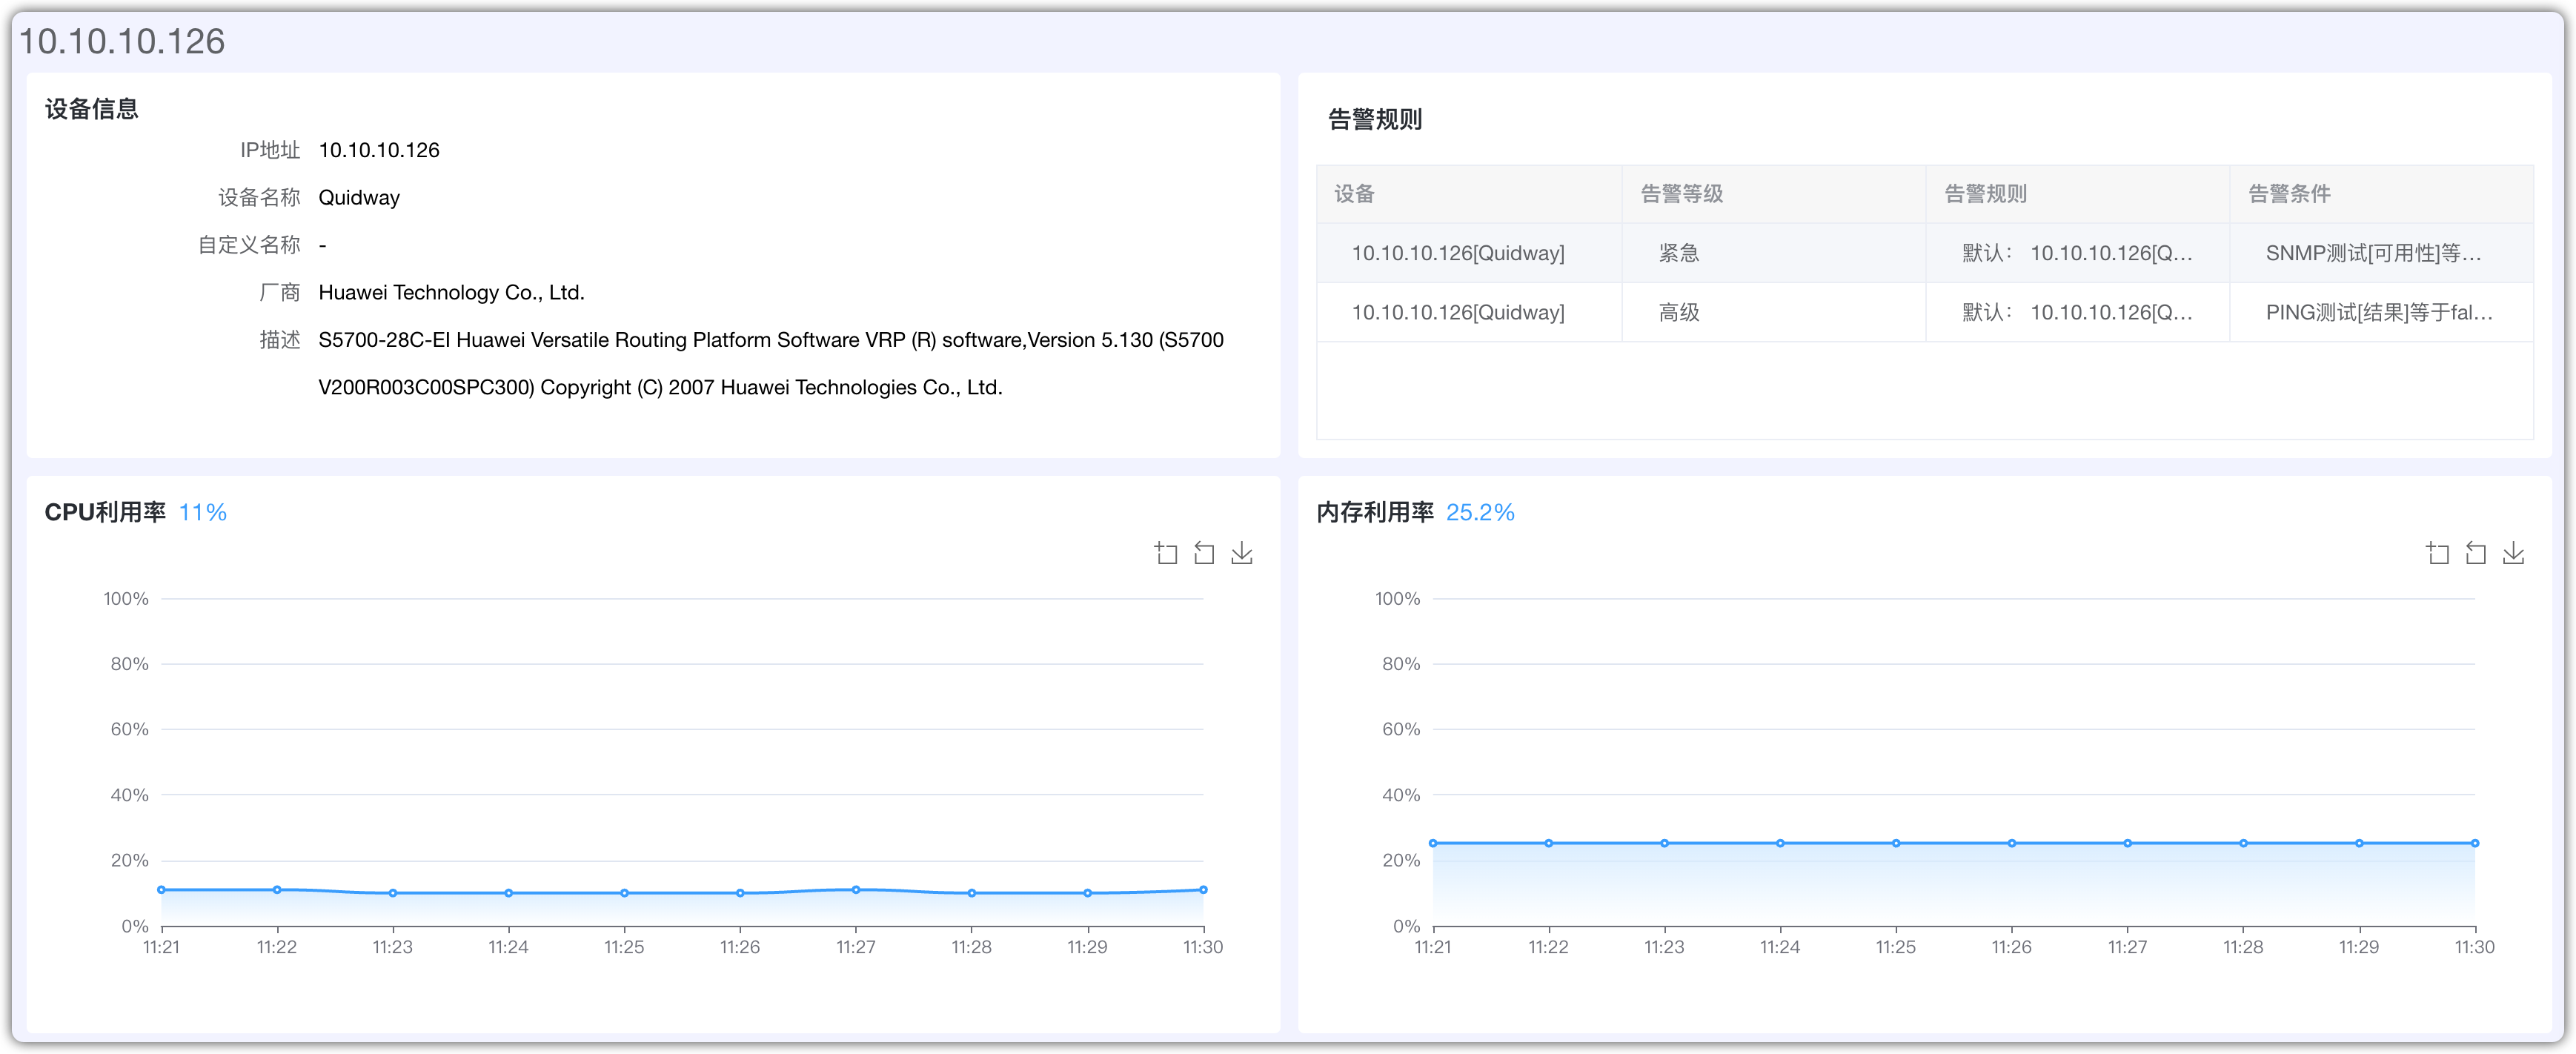 10.10.10.126
设备信息
IP地址 10.10.10.126
设备名称 Quidway
自定义名称 -
厂商 Huawei Technology Co., Ltd.
描述 S5700-28C-EI Huawei Versatile Routing Platform Software VRP (R) software,Version 5.130 (S5700
V200R003C00SPC300) Copyright (C) 2007 Huawei Technologies Co., Ltd.
告警规则
设备 告警等级 告警规则 告警条件
10.10.10.126[Quidway] 紧急 默认： 10.10.10.126[Q... SNMP测试[可用性]等...
10.10.10.126[Quidway] 高级 默认： 10.10.10.126[Q... PING测试[结果]等于fal...
CPU利用率 11%
100%
80%
60%
40%
20%
0%
11:21 11:22 11:23 11:24 11:25 11:26 11:27 11:28 11:29 11:30
内存利用率 25.2%
100%
80%
60%
40%
20%
0%
11:21 11:22 11:23 11:24 11:25 11:26 11:27 11:28 11:29 11:30